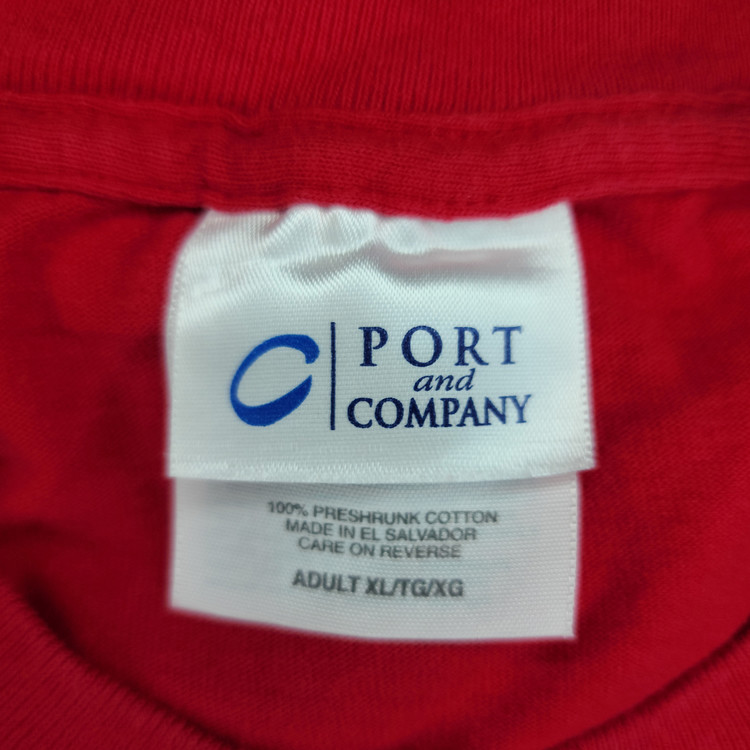 PORT
and
COMPANY
100% PRESHRUNK COTTON
MADE IN EL SALVADOR
CARE ON REVERSE
ADULT XL/TG/XG